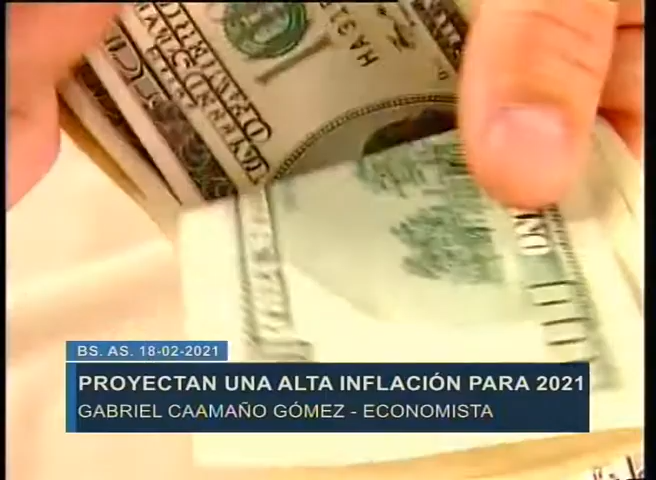 BS. AS. 18-02-2021
PROYECTAN UNA ALTA INFLACIÓN PARA 2021
GABRIEL CAAMAÑO GÓMEZ - ECONOMISTA